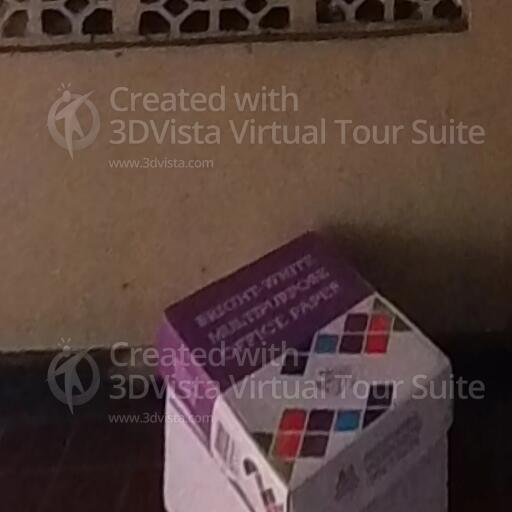 Created with
3DVista Virtual Tour Suite
www.3dvista.com
BRIGHT WHITE
MULTIPURPOSE
OFFICE PAPER
Created with
3DVista Virtual Tour Suite
www.3dvista.com